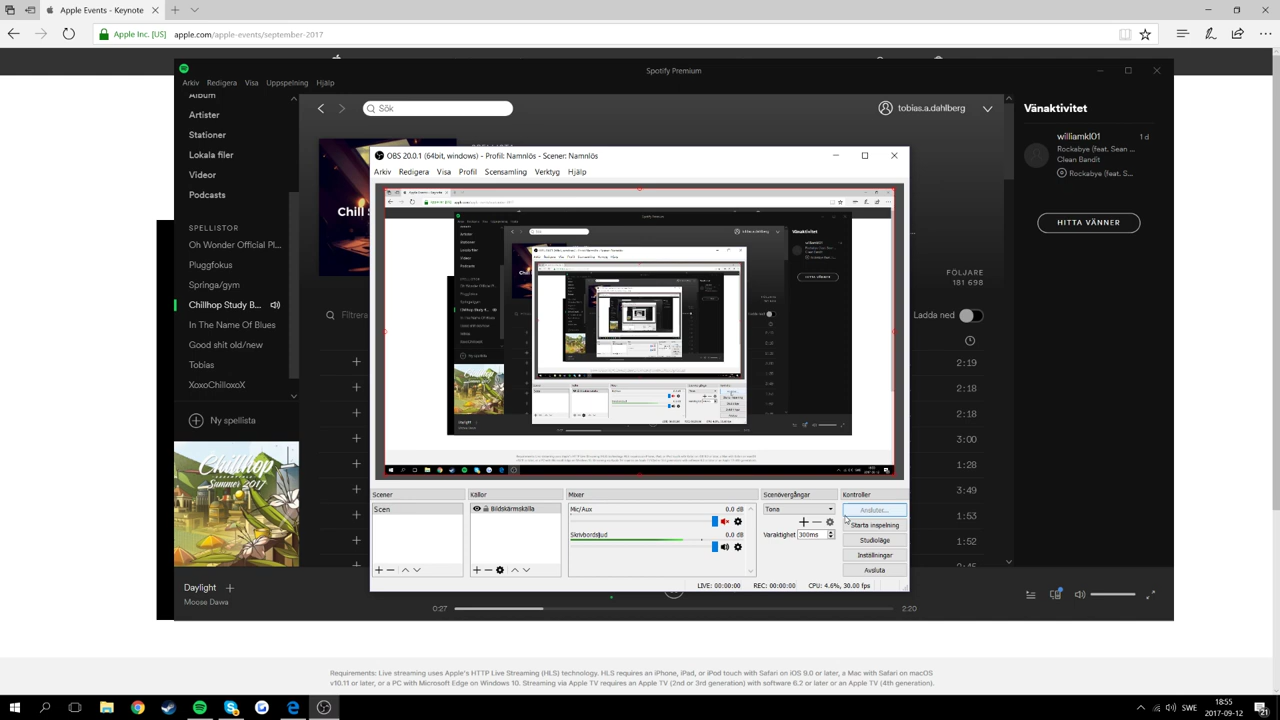 Apple Events - Keynote
Apple Inc. [US] apple.com/apple-events/september-2017
Spotify Premium
Arkiv Redigera Visa Uppspelning Hjälp
Album
Artister
Stationer
Lokala filer
Videor
Podcasts
SPELLISTOR
Oh Wonder Official Pl...
Pluggfokus
Springa/gym
Chillhop Study B...
In The Name Of Blues
Good shit old/new
Tobias
XoxoChilloxoX
Ny spellista
Chillhop
ESSENTIALS
Summer 2017
Daylight
Moose Dawa
Sök
tobias.a.dahlberg
Chill
Filtrera
FÖLJARE
181 698
Ladda ned
2:19
2:18
2:18
3:00
1:28
3:49
1:53
1:52
0:27
2:20
Vänaktivitet
williamkl01 1 d
Rockabye (feat. Sean ...
Clean Bandit
Rockabye (feat. S...
HITTA VÄNNER
OBS 20.0.1 (64bit, windows) - Profil: Namnlös - Scener: Namnlös
Arkiv Redigera Visa Profil Scensamling Verktyg Hjälp
Scener
Scen
Källor
Bildskärmskälla
Mixer
Mic/Aux 0.0 dB
Skrivbordsljud 0.0 dB
Scenövergångar
Tona
Varaktighet 300ms
Kontroller
Ansluter...
Starta inspelning
Studioläge
Inställningar
Avsluta
LIVE: 00:00:00 REC: 00:00:00 CPU: 4.6%, 30.00 fps
Requirements: Live streaming uses Apple's HTTP Live Streaming (HLS) technology. HLS requires an iPhone, iPad, or iPod touch with Safari on iOS 9.0 or later, a Mac with Safari on macOS
v10.11 or later, or a PC with Microsoft Edge on Windows 10. Streaming via Apple TV requires an Apple TV (2nd or 3rd generation) with software 6.2 or later or an Apple TV (4th generation).
SWE
18:55
2017-09-12
21